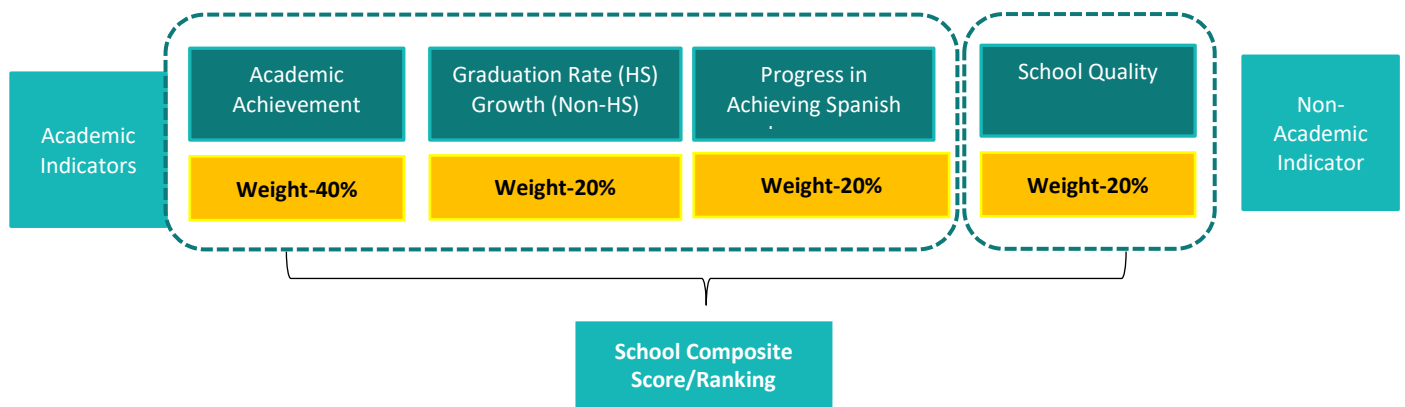 Academic
Indicators
Academic
Achievement
Weight-40%
Graduation Rate (HS)
Growth (Non-HS)
Weight-20%
Progress in
Achieving Spanish
Weight-20%
School Quality
Weight-20%
Non-
Academic
Indicator
School Composite
Score/Ranking